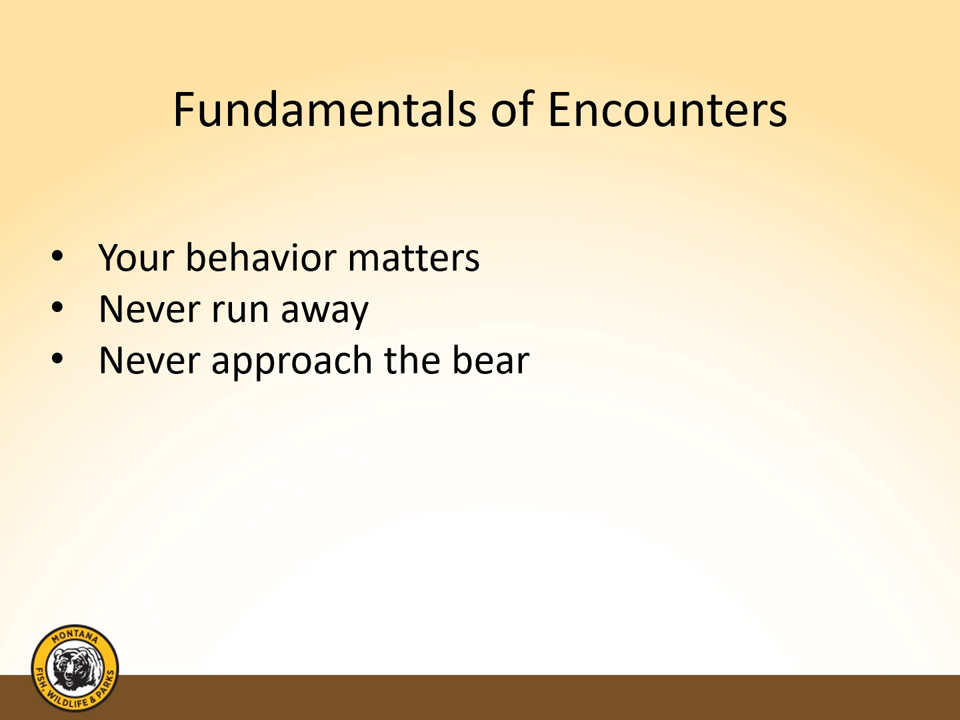 Fundamentals of Encounters
• Your behavior matters
• Never run away
• Never approach the bear
MONTANA
FISH, WILDLIFE & PARKS